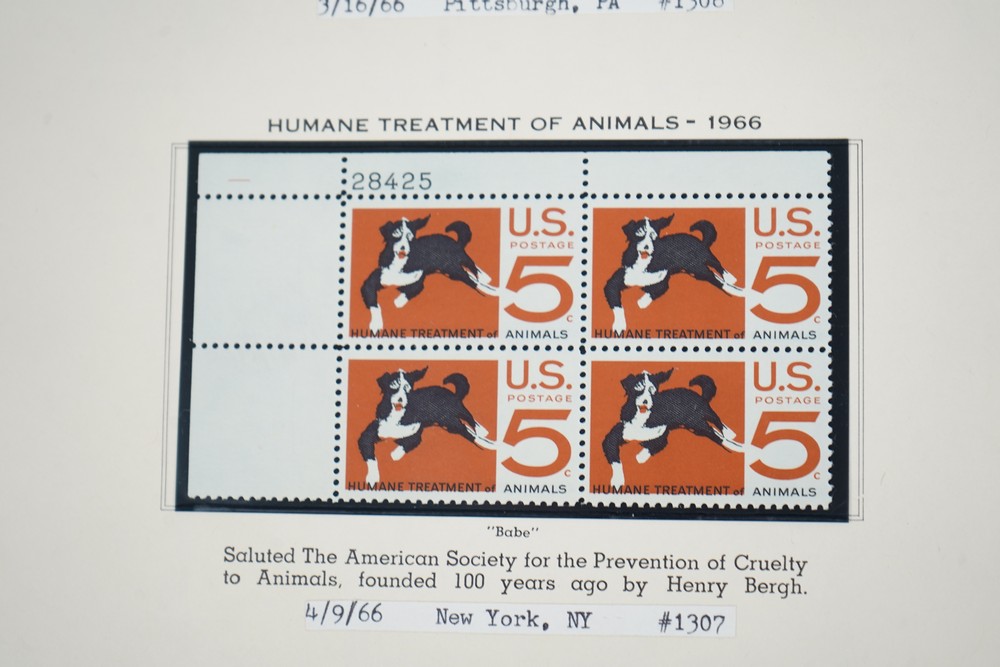 3/16/66 Pittsburgh, PA #1306
HUMANE TREATMENT OF ANIMALS - 1966
28425
U.S.
POSTAGE
5c
HUMANE TREATMENT of ANIMALS
U.S.
POSTAGE
5c
HUMANE TREATMENT of ANIMALS
U.S.
POSTAGE
5c
HUMANE TREATMENT of ANIMALS
U.S.
POSTAGE
5c
HUMANE TREATMENT of ANIMALS
"Babe"
Saluted The American Society for the Prevention of Cruelty
to Animals, founded 100 years ago by Henry Bergh.
4/9/66 New York, NY #1307